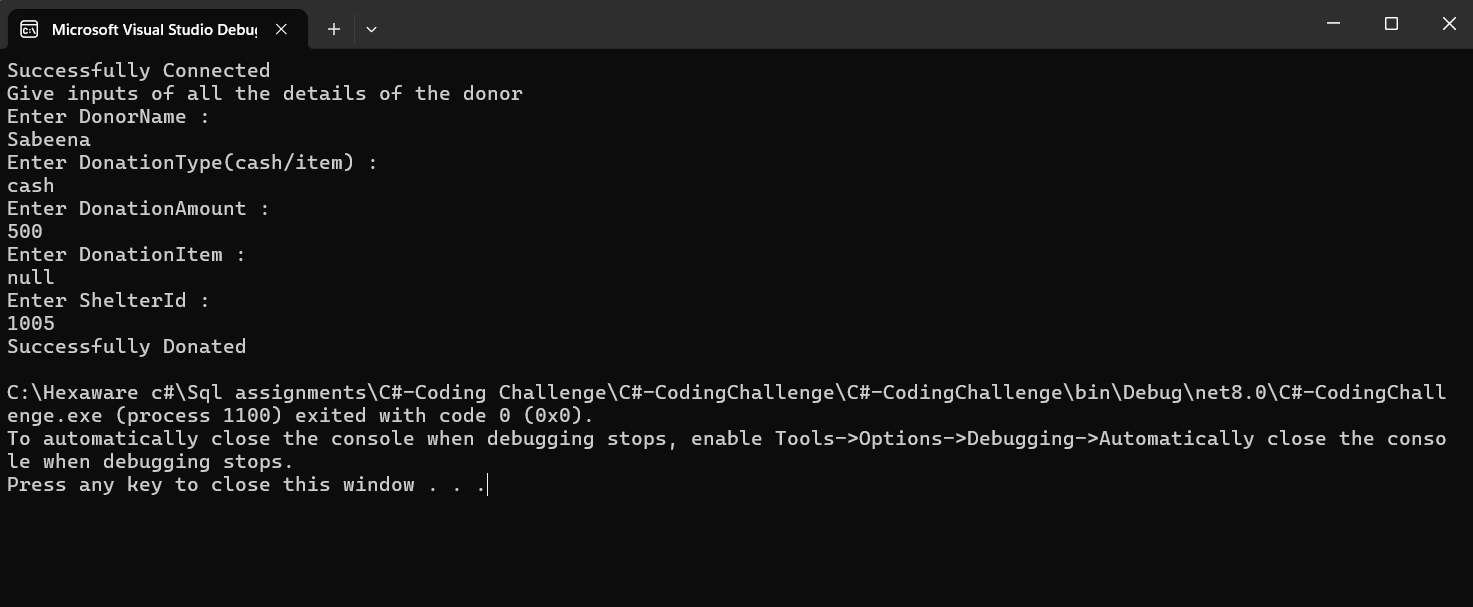 Microsoft Visual Studio Debug
Successfully Connected
Give inputs of all the details of the donor
Enter DonorName :
Sabeena
Enter DonationType(cash/item) :
cash
Enter DonationAmount :
500
Enter DonationItem :
null
Enter ShelterId :
1005
Successfully Donated
C:\Hexaware c#\Sql assignments\C#-Coding Challenge\C#-CodingChallenge\C#-CodingChallenge\bin\Debug\net8.0\C#-CodingChall
enge.exe (process 1100) exited with code 0 (0x0).
To automatically close the console when debugging stops, enable Tools->Options->Debugging->Automatically close the conso
le when debugging stops.
Press any key to close this window . . .